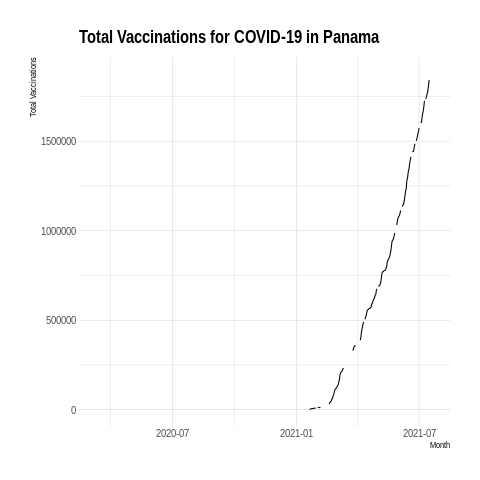 Total Vaccinations for COVID-19 in Panama
Total Vaccinations
1500000
1000000
500000
0
2020-07
2021-01
2021-07
Month